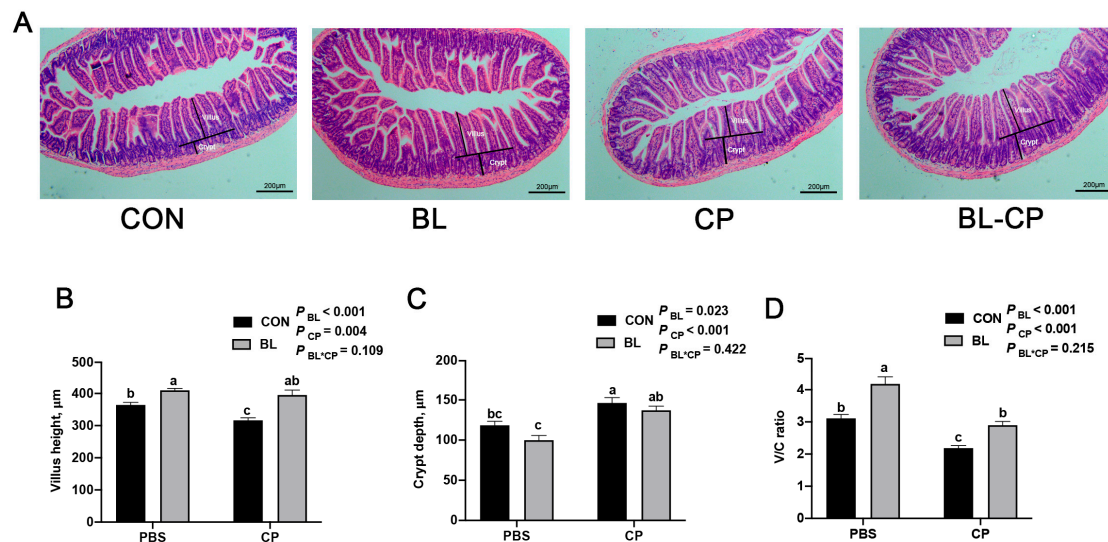 A
Villus
Crypt
200μm
Villus
Crypt
200μm
Villus
Crypt
200μm
Villus
Crypt
200μm
CON
BL
CP
BL-CP
B
CON
BL
P BL < 0.001
P CP = 0.004
P BL*CP = 0.109
Villus height, μm
500
400
300
200
100
0
b
a
c
ab
PBS
CP
C
CON
BL
P BL = 0.023
P CP < 0.001
P BL*CP = 0.422
Crypt depth, μm
200
150
100
50
0
bc
c
a
ab
PBS
CP
D
CON
BL
P BL < 0.001
P CP < 0.001
P BL*CP = 0.215
V/C ratio
5
4
3
2
1
0
b
a
c
b
PBS
CP